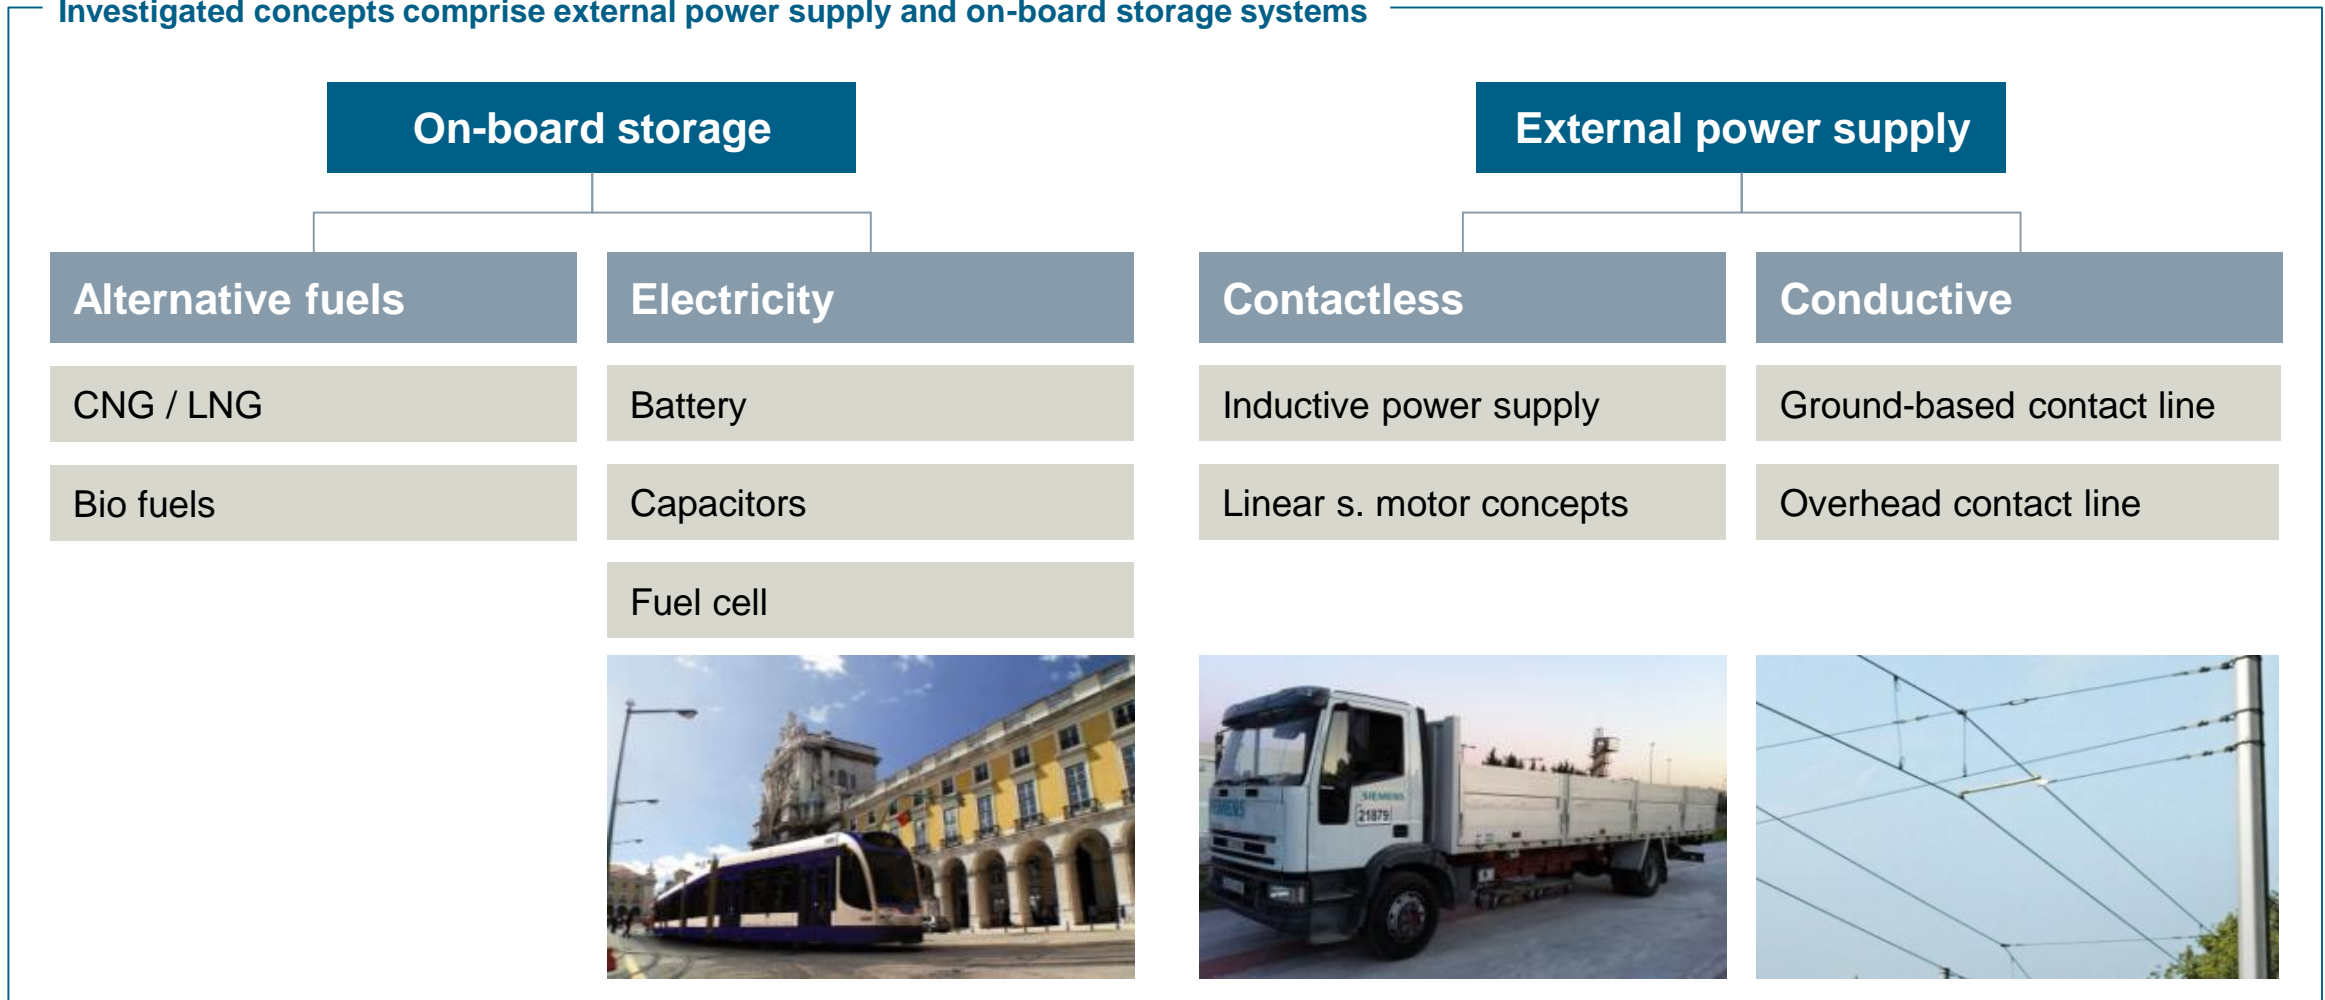 Investigated concepts comprise external power supply and on-board storage systems
On-board storage
External power supply
Alternative fuels
Electricity
Contactless
Conductive
CNG / LNG
Battery
Inductive power supply
Ground-based contact line
Bio fuels
Capacitors
Linear s. motor concepts
Overhead contact line
Fuel cell
SIEMENS
SIEMENS
21879